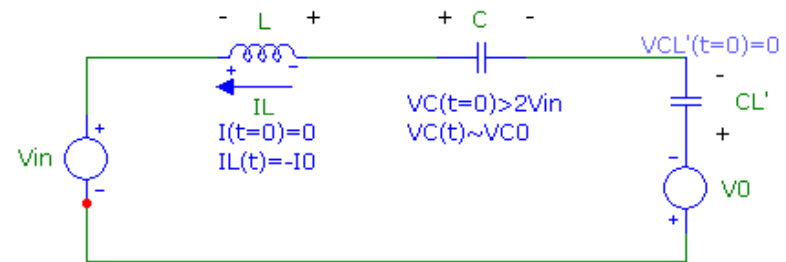 - L +
+ C -
VCL'(t=0)=0
+ -
-
IL
VC(t=0)>2Vin
CL'
I(t=0)=0
VC(t)~VC0
+
+
Vin
IL(t)=-I0
-
-
V0
+